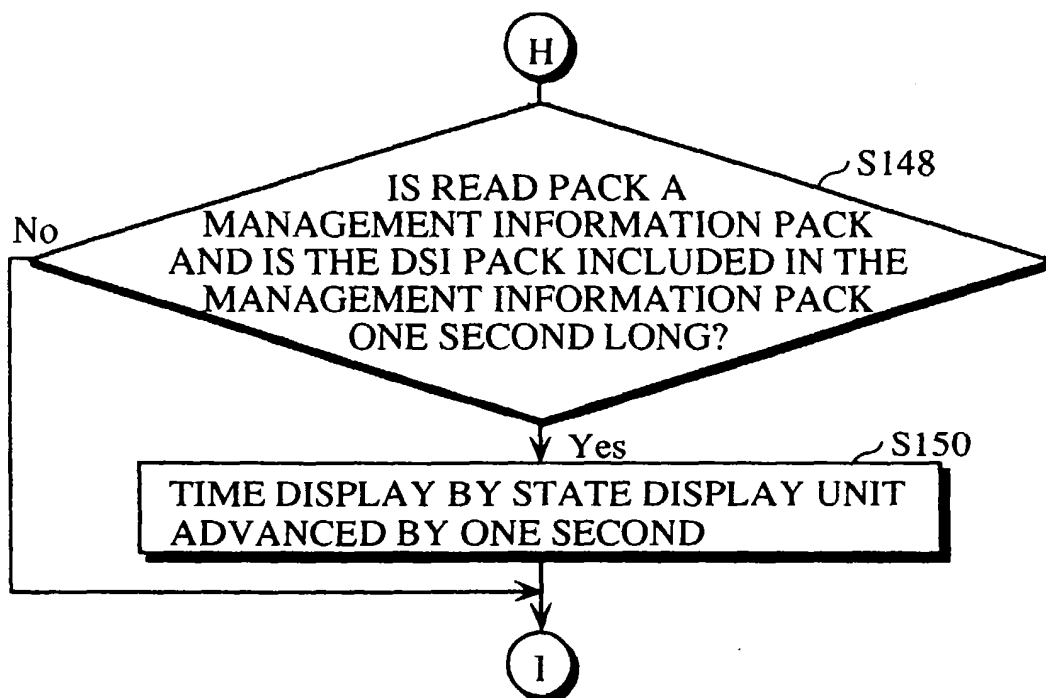 H
S148
IS READ PACK A
MANAGEMENT INFORMATION PACK
No
AND IS THE DSI PACK INCLUDED IN THE
MANAGEMENT INFORMATION PACK
ONE SECOND LONG?
Yes
S150
TIME DISPLAY BY STATE DISPLAY UNIT
ADVANCED BY ONE SECOND
I